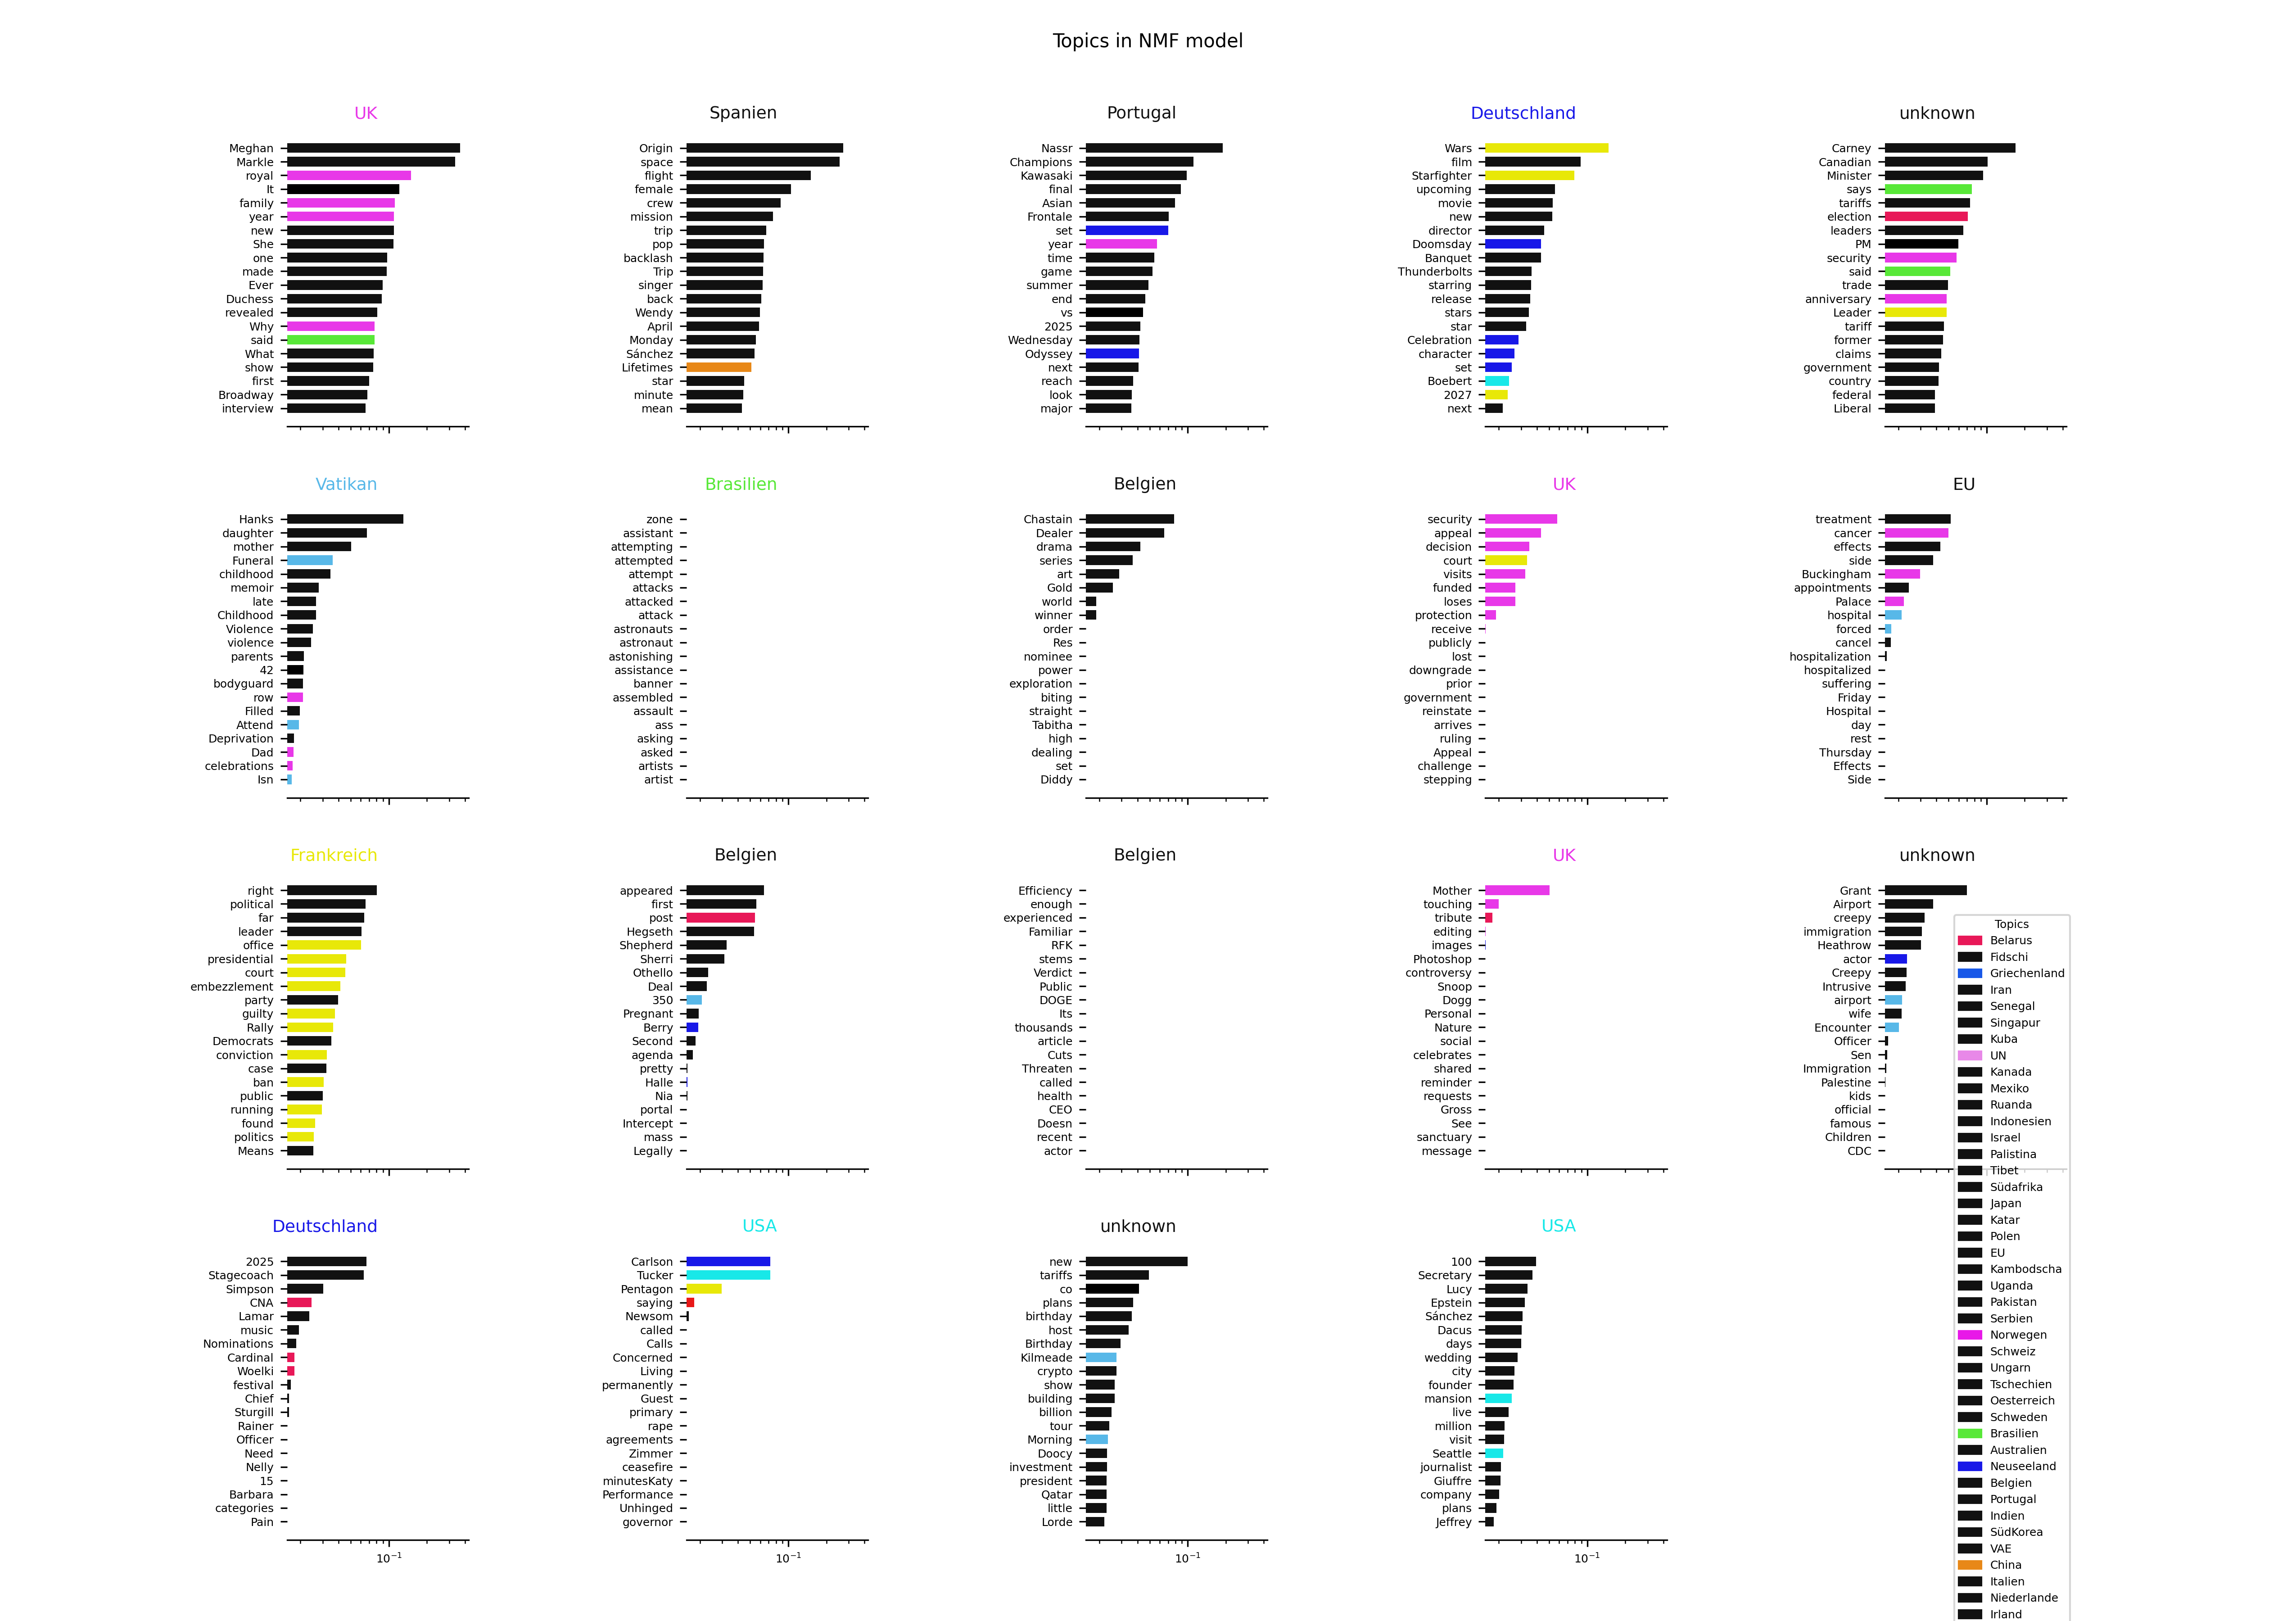 Topics in NMF model
UK
Meghan
Markle
royal
It
family
year
new
She
one
made
Ever
Duchess
revealed
Why
said
What
show
first
Broadway
interview
Spanien
Origin
space
flight
female
crew
mission
trip
pop
backlash
Trip
singer
back
Wendy
April
Monday
Sánchez
Lifetimes
star
minute
mean
Portugal
Nassr
Champions
Kawasaki
final
Asian
Frontale
set
year
time
game
summer
end
vs
2025
Wednesday
Odyssey
next
reach
look
major
Deutschland
Wars
film
Starfighter
upcoming
movie
new
director
Doomsday
Banquet
Thunderbolts
starring
release
stars
star
Celebration
character
set
Boebert
2027
next
unknown
Carney
Canadian
Minister
says
tariffs
election
leaders
PM
security
said
trade
anniversary
Leader
tariff
former
claims
government
country
federal
Liberal
Vatikan
Hanks
daughter
mother
Funeral
childhood
memoir
late
Childhood
Violence
violence
parents
42
bodyguard
row
Filled
Attend
Deprivation
Dad
celebrations
Isn
Brasilien
zone
assistant
attempting
attempted
attempt
attacks
attacked
attack
astronauts
astronaut
astonishing
assistance
banner
assembled
assault
ass
asking
asked
artists
artist
Belgien
Chastain
Dealer
drama
series
art
Gold
world
winner
order
Res
nominee
power
exploration
biting
straight
Tabitha
high
dealing
set
Diddy
UK
security
appeal
decision
court
visits
funded
loses
protection
receive
publicly
lost
downgrade
prior
government
reinstate
arrives
ruling
Appeal
challenge
stepping
EU
treatment
cancer
effects
side
Buckingham
appointments
Palace
hospital
forced
cancel
hospitalization
hospitalized
suffering
Friday
Hospital
day
rest
Thursday
Effects
Side
Frankreich
right
political
far
leader
office
presidential
court
embezzlement
party
guilty
Rally
Democrats
conviction
case
ban
public
running
found
politics
Means
Belgien
appeared
first
post
Hegseth
Shepherd
Sherri
Othello
Deal
350
Pregnant
Berry
Second
agenda
pretty
Halle
Nia
portal
Intercept
mass
Legally
Belgien
Efficiency
enough
experienced
Familiar
RFK
stems
Verdict
Public
DOGE
Its
thousands
article
Cuts
Threaten
called
health
CEO
Doesn
recent
actor
UK
Mother
touching
tribute
editing
images
Photoshop
controversy
Snoop
Dogg
Personal
Nature
social
celebrates
shared
reminder
requests
Gross
See
sanctuary
message
unknown
Grant
Airport
creepy
immigration
Heathrow
actor
Creepy
Intrusive
airport
wife
Encounter
Officer
Sen
Immigration
Palestine
kids
official
famous
Children
CDC
Deutschland
2025
Stagecoach
Simpson
CNA
Lamar
music
Nominations
Cardinal
Woelki
festival
Chief
Sturgill
Rainer
Officer
Need
Nelly
15
Barbara
categories
Pain
10⁻¹
USA
Carlson
Tucker
Pentagon
saying
Newsom
called
Calls
Concerned
Living
permanently
Guest
primary
rape
agreements
Zimmer
ceasefire
minutesKaty
Performance
Unhinged
governor
10⁻¹
unknown
new
tariffs
co
plans
birthday
host
Birthday
Kilmeade
crypto
show
building
billion
tour
Morning
Doocy
investment
president
Qatar
little
Lorde
10⁻¹
USA
100
Secretary
Lucy
Epstein
Sánchez
Dacus
days
wedding
city
founder
mansion
live
million
visit
Seattle
journalist
Giuffre
company
plans
Jeffrey
10⁻¹
Topics
Belarus
Fidschi
Griechenland
Iran
Senegal
Singapur
Kuba
UN
Kanada
Mexiko
Ruanda
Indonesien
Israel
Palistina
Tibet
Südafrika
Japan
Katar
Polen
EU
Kambodscha
Uganda
Pakistan
Serbien
Norwegen
Schweiz
Ungarn
Tschechien
Oesterreich
Schweden
Brasilien
Australien
Neuseeland
Belgien
Portugal
Indien
SüdKorea
VAE
China
Italien
Niederlande
Irland